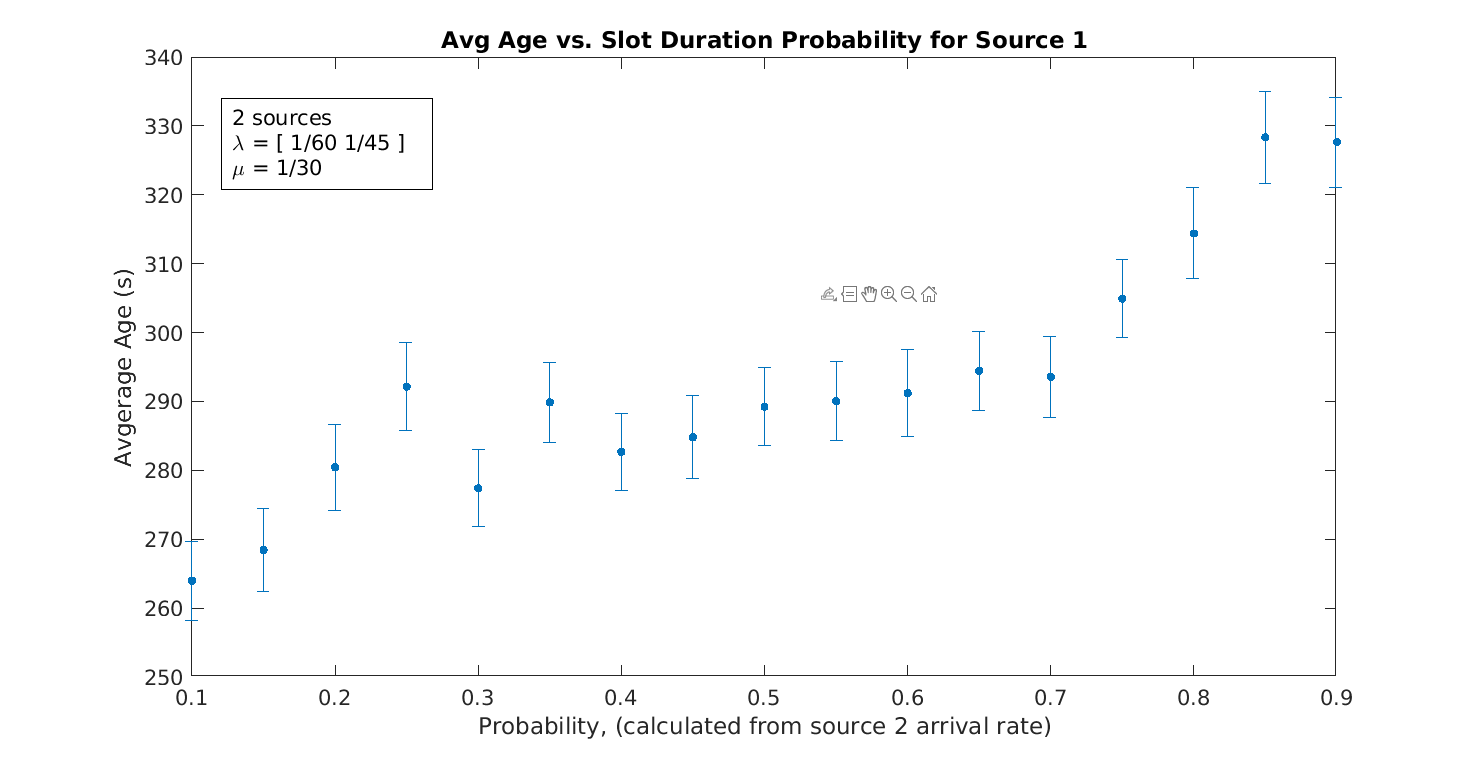 Avg Age vs. Slot Duration Probability for Source 1
340
330
320
310
300
290
280
270
260
250
Avgerage Age (s)
2 sources
λ = [ 1/60 1/45 ]
μ = 1/30
0.1 0.2 0.3 0.4 0.5 0.6 0.7 0.8 0.9
Probability, (calculated from source 2 arrival rate)